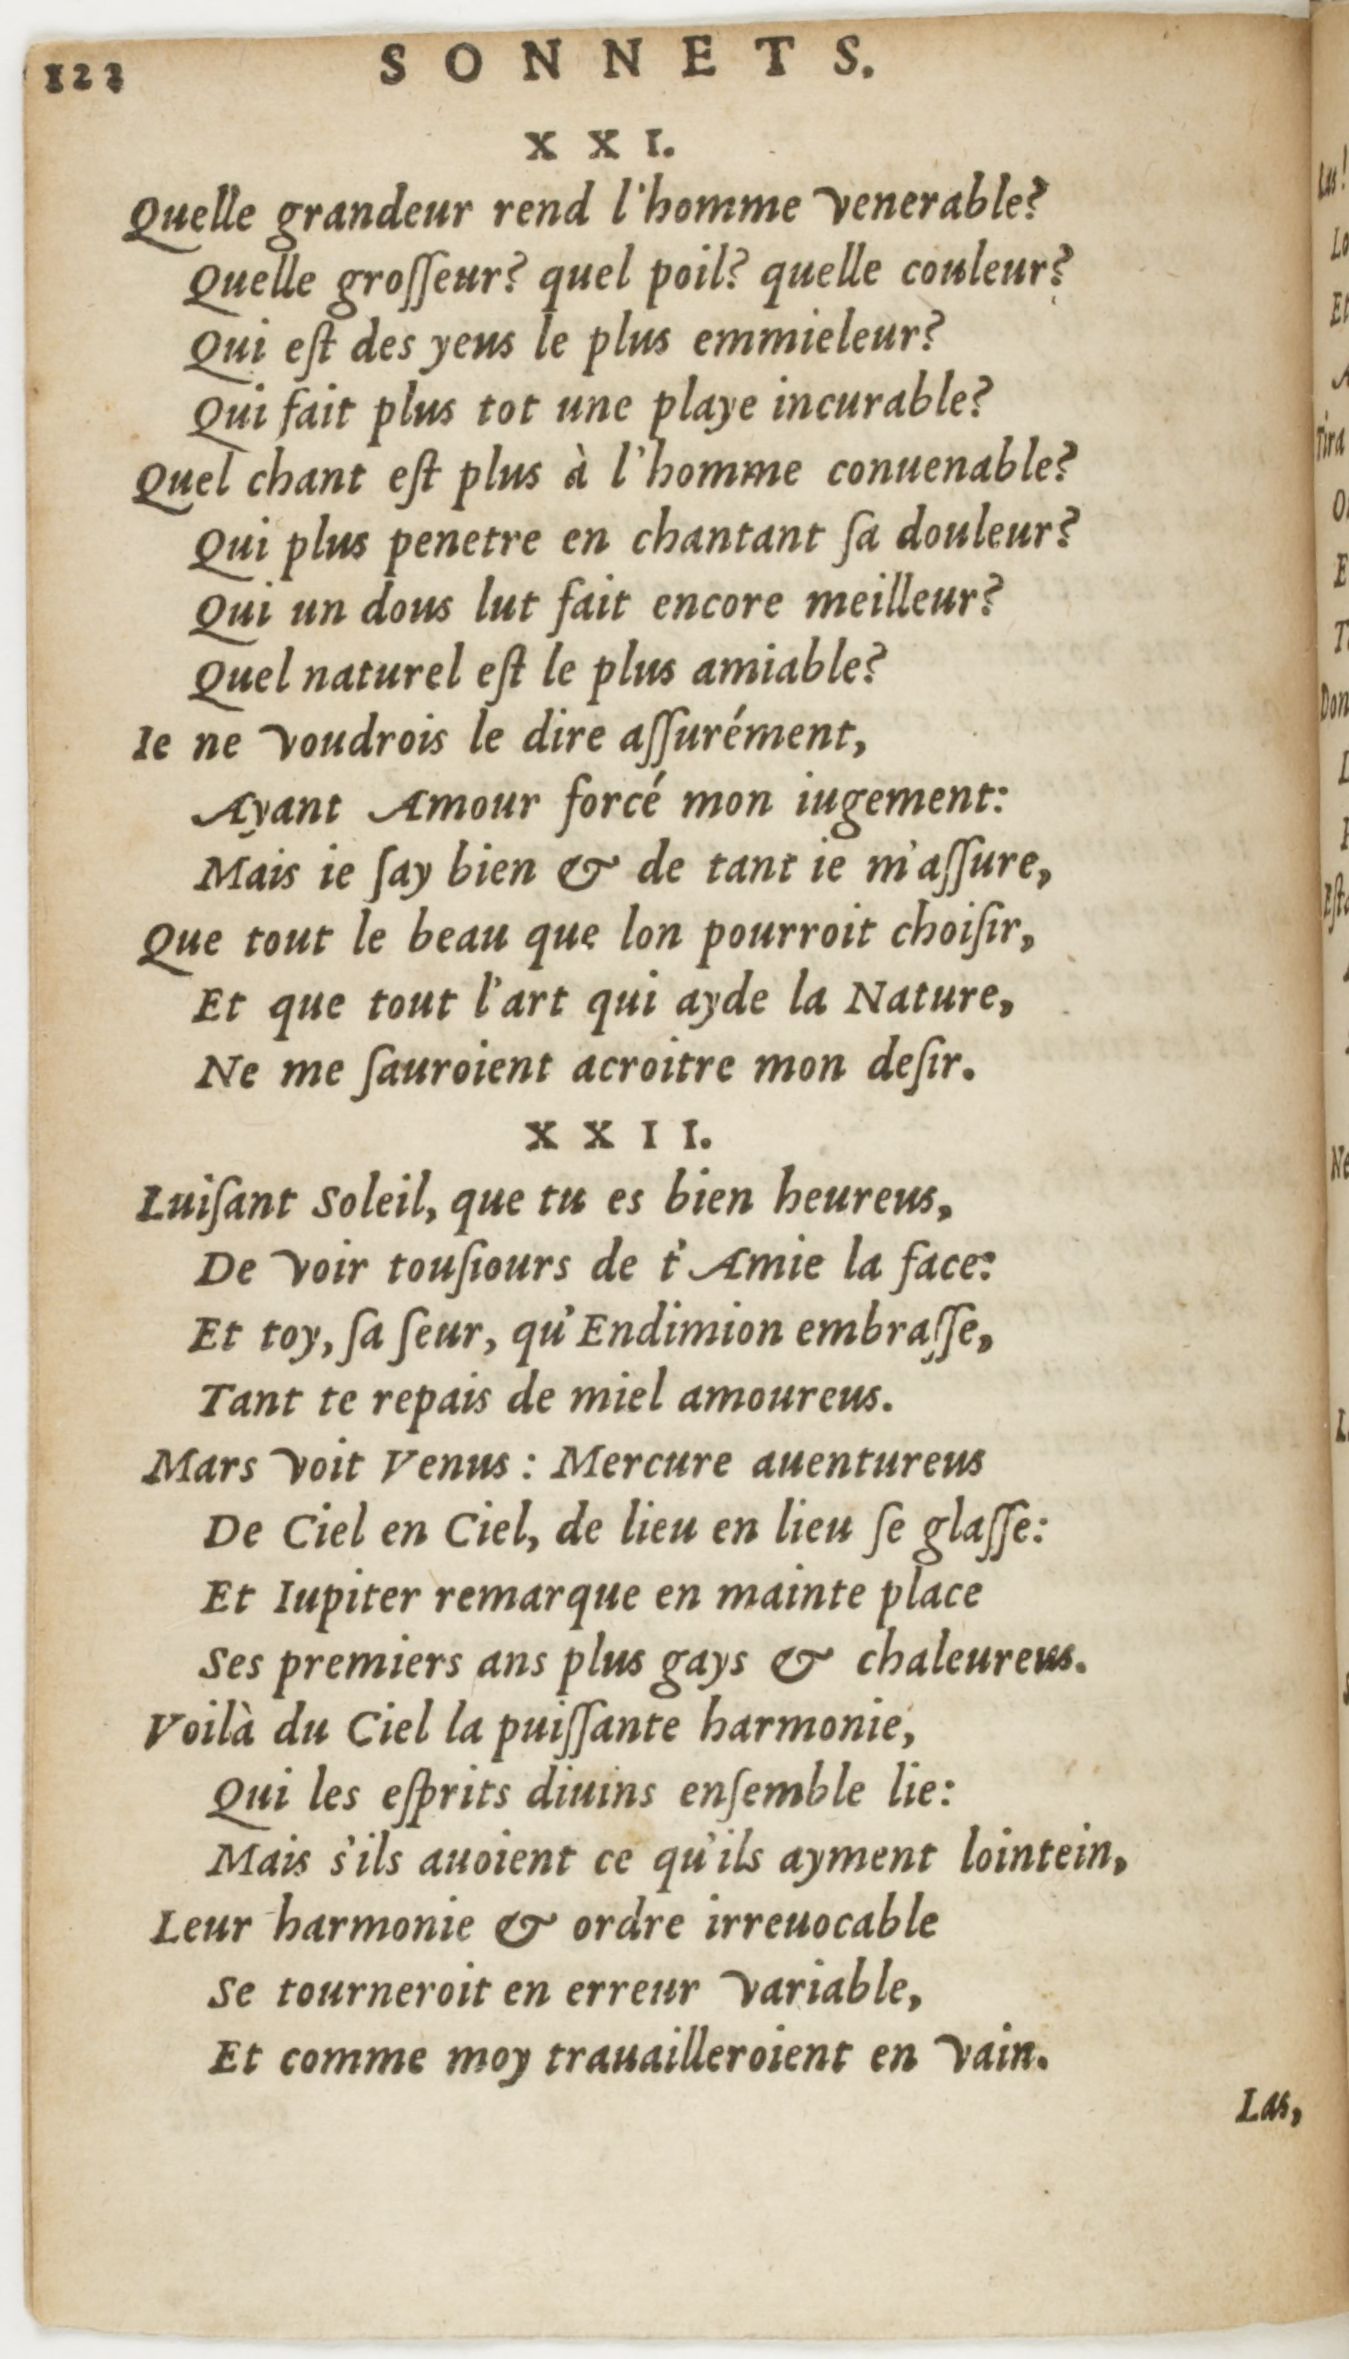 122
SONNETS.
XXI.
Quelle grandeur rend l'homme venerable?
Quelle groſſeur? quel poil? quelle couleur?
Qui eſt des yeus le plus emmieleur?
Qui fait plus tot une playe incurable?
Quel chant eſt plus à l'homme conuenable?
Qui plus penetre en chantant ſa douleur?
Qui un dous lut fait encore meilleur?
Quel naturel eſt le plus amiable?
Ie ne voudrois le dire aſſurément,
Ayant Amour forcé mon iugement:
Mais ie ſay bien & de tant ie m'aſſure,
Que tout le beau que lon pourroit choiſir,
Et que tout l'art qui ayde la Nature,
Ne me ſauroient acroitre mon deſir.
XXII.
Luiſant Soleil, que tu es bien heureus,
De voir touſiours de t'Amie la face:
Et toy, ſa ſeur, qu'Endimion embraſſe,
Tant te repais de miel amoureus.
Mars voit Venus: Mercure auentureus
De Ciel en Ciel, de lieu en lieu ſe glaſſe:
Et Iupiter remarque en mainte place
Ses premiers ans plus gays & chaleureus.
Voilà du Ciel la puiſſante harmonie,
Qui les eſprits diuins enſemble lie:
Mais s'ils auoient ce qu'ils ayment lointein,
Leur harmonie & ordre irreuocable
Se tourneroit en erreur variable,
Et comme moy trauailleroient en vain.
Las,